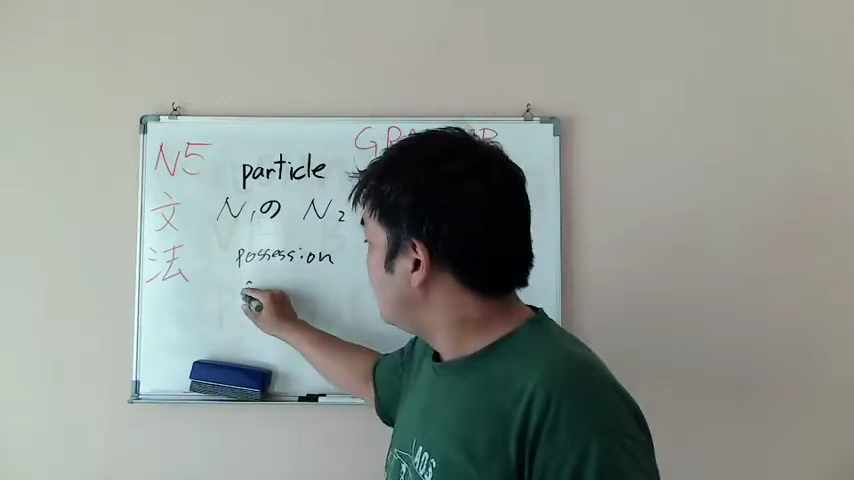 N5
文
法
particle
N₁の N₂
possession